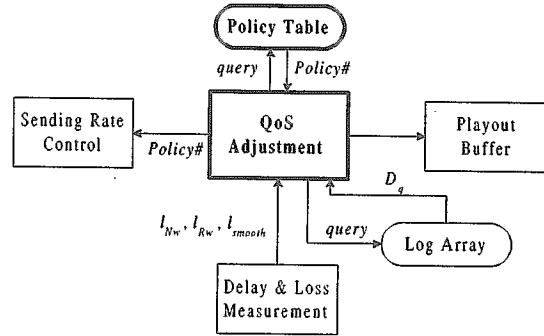 Policy Table
query
Policy#
Sending Rate
Control
QoS
Adjustment
Playout
Buffer
Policy#
D_q
l_Nw, l_Rw, l_smooth
query
Log Array
Delay & Loss
Measurement